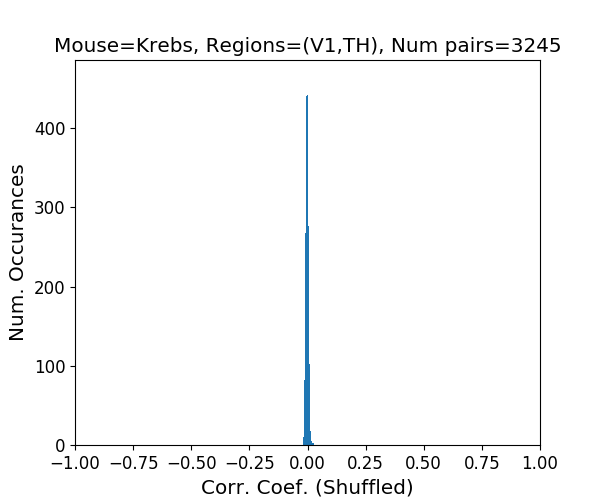 Mouse=Krebs, Regions=(V1,TH), Num pairs=3245
400
300
200
100
0
Num. Occurances
−1.00 −0.75 −0.50 −0.25 0.00 0.25 0.50 0.75 1.00
Corr. Coef. (Shuffled)